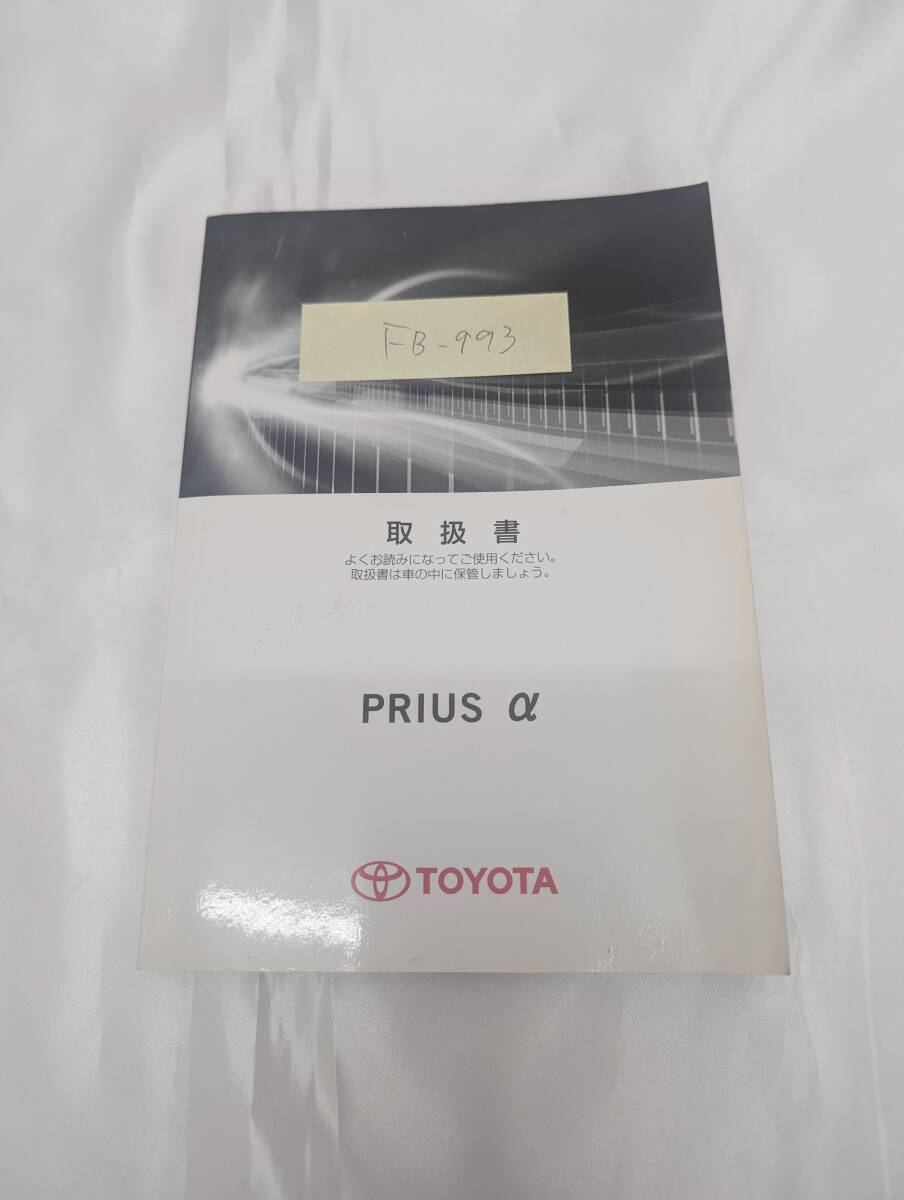 FB-993
取扱書
よくお読みになってご使用ください。
取扱書は車の中に保管しましょう。
PRIUS α
TOYOTA